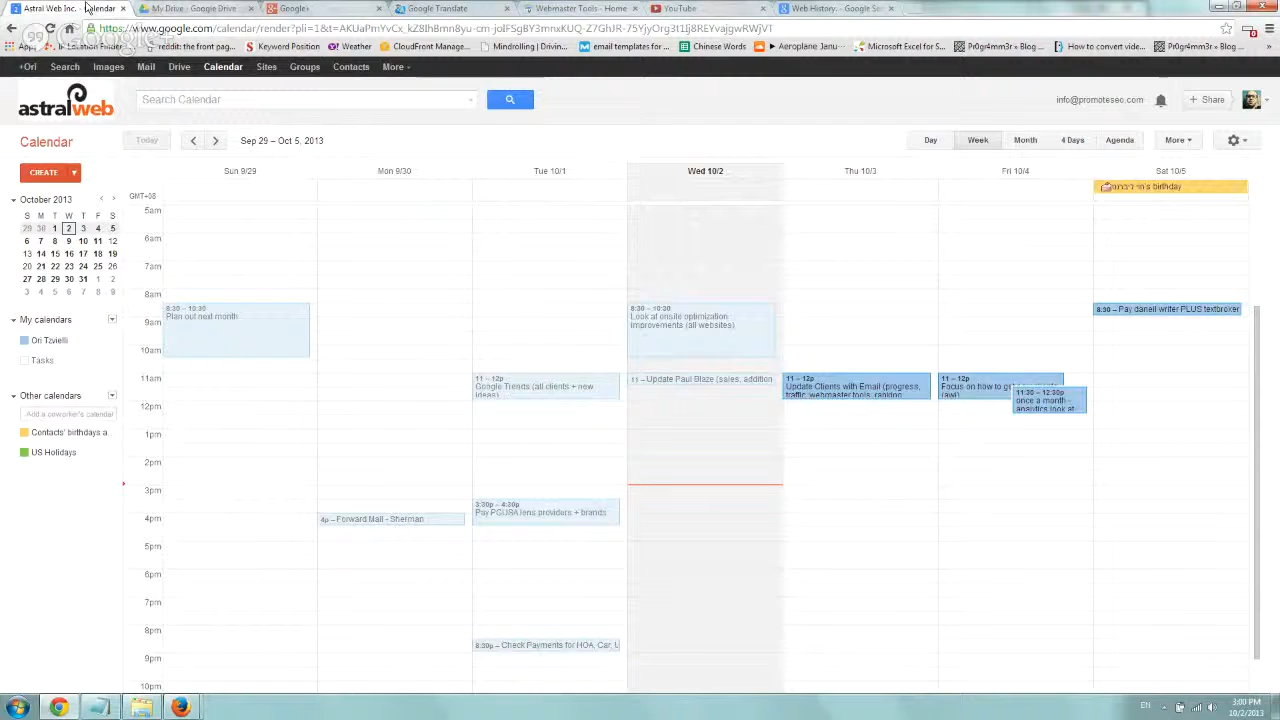 Astral Web Inc. - Calendar
My Drive - Google Drive
Google+
Google Translate
Webmaster Tools - Home
YouTube
Web History - Google Se
https://www.google.com/calendar/render?pli=1&t=
reddit: the front pag...
Keyword Position
Yahoo! Weather
CloudFront Manage...
email template for...
Chinese Words
Aeroplane Janu...
Microsoft Excel for S...
Pr0gr4mm3r » Blog ...
How to convert vide...
Pr0gr4mm3r » Blog ...
+Ori Search Images Mail Drive Calendar Sites Groups Contacts More
astralweb
Search Calendar
info@promoteseo.com
Share
Calendar
Today
Sep 29 – Oct 5, 2013
Day Week Month 4 Days Agenda More
CREATE
Sun 9/29 Mon 9/30 Tue 10/1 Wed 10/2 Thu 10/3 Fri 10/4 Sat 10/5
GMT+08
birthday
October 2013
S M T W T F S
29 30 1 2 3 4 5
6 7 8 9 10 11 12
13 14 15 16 17 18 19
20 21 22 23 24 25 26
27 28 29 30 31 1 2
3 4 5 6 7 8 9
My calendars
Ori Tzvielli
Tasks
Other calendars
Add a coworker's calendar
Contacts' birthdays a...
US Holidays
5am
6am
7am
8am
9am
10am
11am
12pm
1pm
2pm
3pm
4pm
5pm
6pm
7pm
8pm
9pm
10pm
8:30 – 10:30
Plan out next month
4p – Forward Mail - Sherman
11 – 12p
Google Trends (all clients + new
ideas)
3:30p – 4:30p
Pay PGUSA lens providers + brands
8:30p – Check Payments for HOA, Car, U
8:30 – 10:30
Look at onsite optimization
improvements (all websites)
11 – Update Paul Blaze (sales, addition
11 – 12p
Update Clients with Email (progress,
traffic, webmaster tools, ranking
11 – 12p
Focus on how to
(awi)
11:30 – 12:30p
once a month -
analytics look at
8:30 – Pay danell writer PLUS textbroker
EN
3:00 PM
10/2/2013